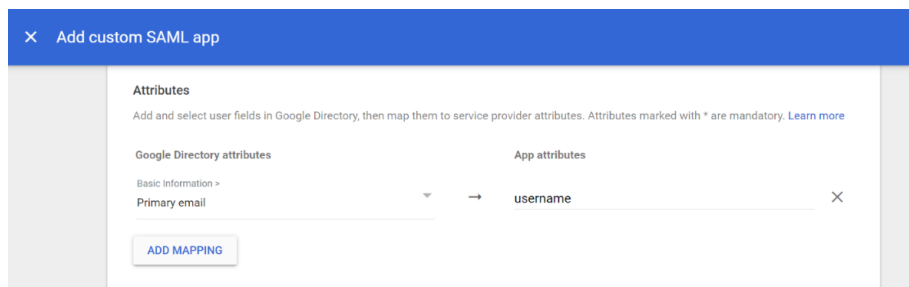 Add custom SAML app
Attributes
Add and select user fields in Google Directory, then map them to service provider attributes. Attributes marked with * are mandatory. Learn more
Google Directory attributes
App attributes
Basic Information >
Primary email
username
ADD MAPPING